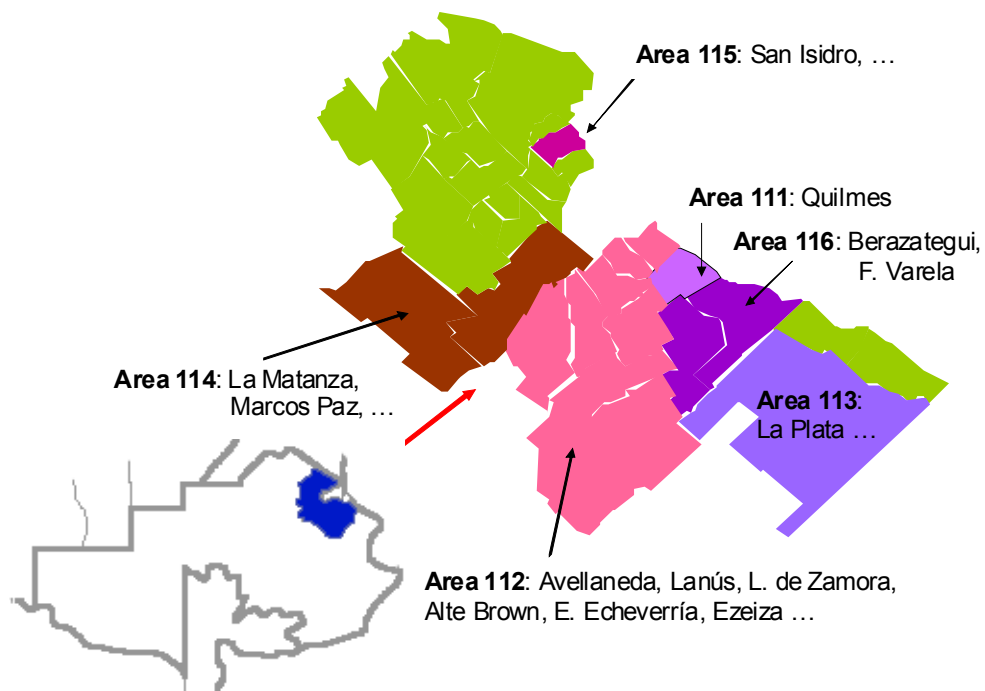 Area 115: San Isidro, …
Area 111: Quilmes
Area 116: Berazategui,
F. Varela
Area 114: La Matanza,
Marcos Paz, …
Area 113:
La Plata …
Area 112: Avellaneda, Lanús, L. de Zamora,
Alte Brown, E. Echeverría, Ezeiza …